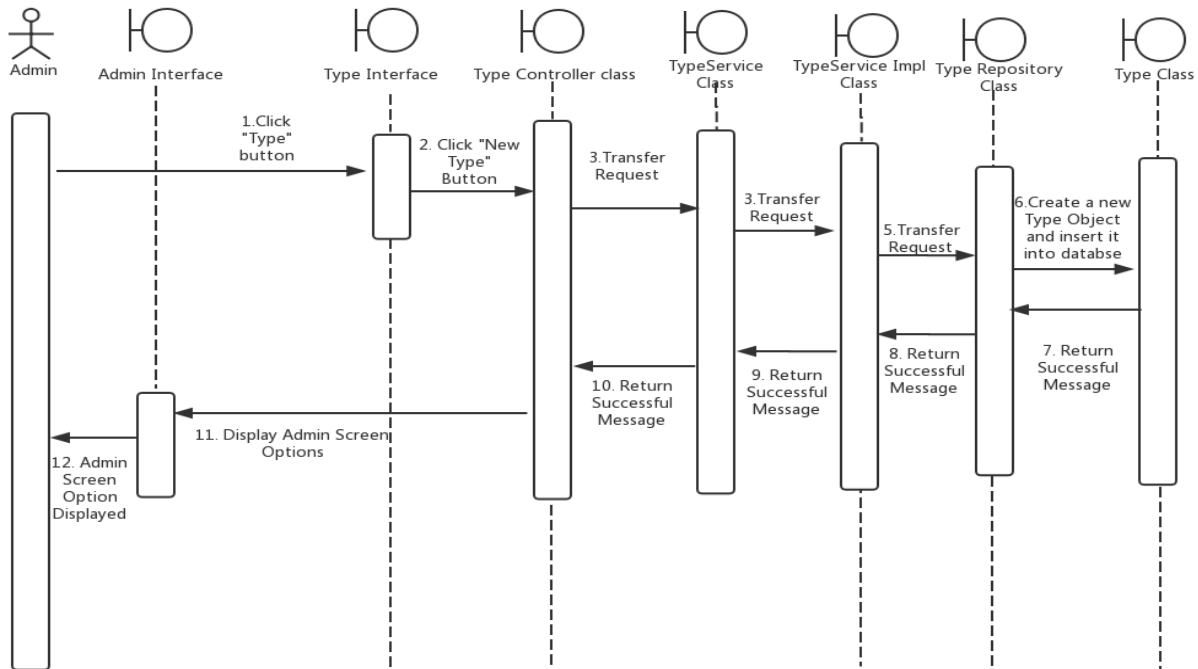 Admin
Admin Interface
Type Interface
Type Controller class
TypeService
Class
TypeService Impl
Class
Type Repository
Class
Type Class
1.Click
"Type"
button
2. Click "New
Type"
Button
3.Transfer
Request
3.Transfer
Request
5.Transfer
Request
6.Create a new
Type Object
and insert it
into databse
7. Return
Successful
Message
8. Return
Successful
Message
9. Return
Successful
Message
10. Return
Successful
Message
11. Display Admin Screen
Options
12. Admin
Screen
Option
Displayed